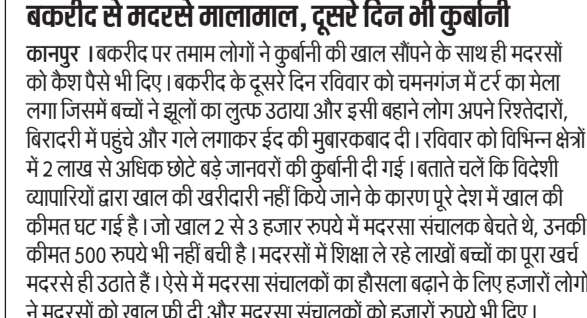 बकरीद से मदरसे मालामाल, दूसरे दिन भी कुर्बानी
कानपुर । बकरीद पर तमाम लोगों ने कुर्बानी की खाल सौंपने के साथ ही मदरसों
को कैश पैसे भी दिए । बकरीद के दूसरे दिन रविवार को चमनगंज में टर्र का मेला
लगा जिसमें बच्चों ने झूलों का लुत्फ उठाया और इसी बहाने लोग अपने रिश्तेदारों,
बिरादरी में पहुंचे और गले लगाकर ईद की मुबारकबाद दी । रविवार को विभिन्न क्षेत्रों
में 2 लाख से अधिक छोटे बड़े जानवरों की कुर्बानी दी गई । बताते चलें कि विदेशी
व्यापारियों द्वारा खाल की खरीदारी नहीं किये जाने के कारण पूरे देश में खाल की
कीमत घट गई है । जो खाल 2 से 3 हजार रुपये में मदरसा संचालक बेचते थे, उनकी
कीमत 500 रुपये भी नहीं बची है । मदरसों में शिक्षा ले रहे लाखों बच्चों का पूरा खर्च
मदरसे ही उठाते हैं । ऐसे में मदरसा संचालकों का हौसला बढ़ाने के लिए हजारों लोगों
ने मदरसों को खाल फ्री दी और मदरसा संचालकों को हजारों रुपये भी दिए ।